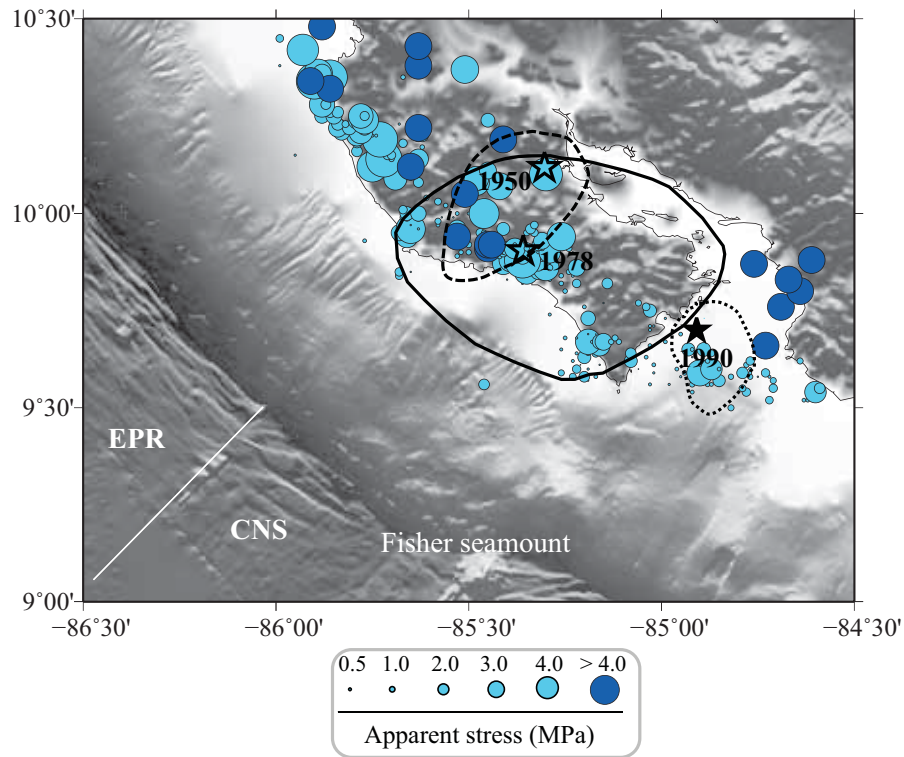 10˚30'
10˚00'
9˚30'
9˚00'
1950
1978
1990
EPR
CNS
Fisher seamount
−86˚30'
−86˚00'
−85˚30'
−85˚00'
−84˚30'
0.5 1.0 2.0 3.0 4.0 > 4.0
Apparent stress (MPa)